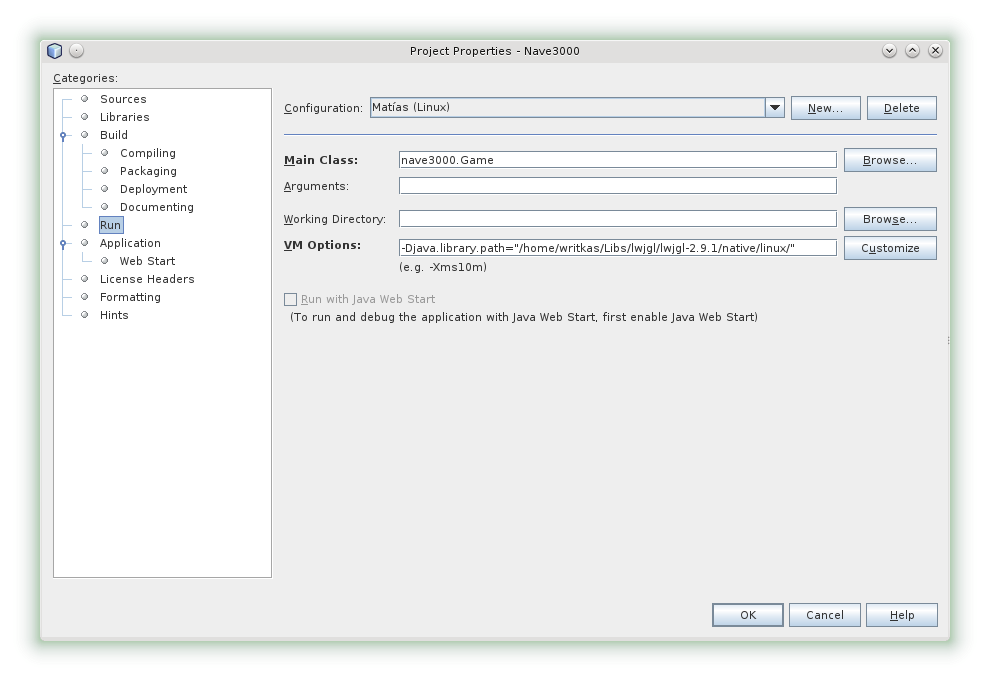 Project Properties - Nave3000
Categories:
Sources
Libraries
Build
Compiling
Packaging
Deployment
Documenting
Run
Application
Web Start
License Headers
Formatting
Hints
Configuration: Matías (Linux) New... Delete
Main Class: nave3000.Game Browse...
Arguments:
Working Directory: Browse...
VM Options: -Djava.library.path="/home/writkas/Libs/lwjgl/lwjgl-2.9.1/native/linux/" Customize
(e.g. -Xms10m)
Run with Java Web Start
(To run and debug the application with Java Web Start, first enable Java Web Start)
OK Cancel Help